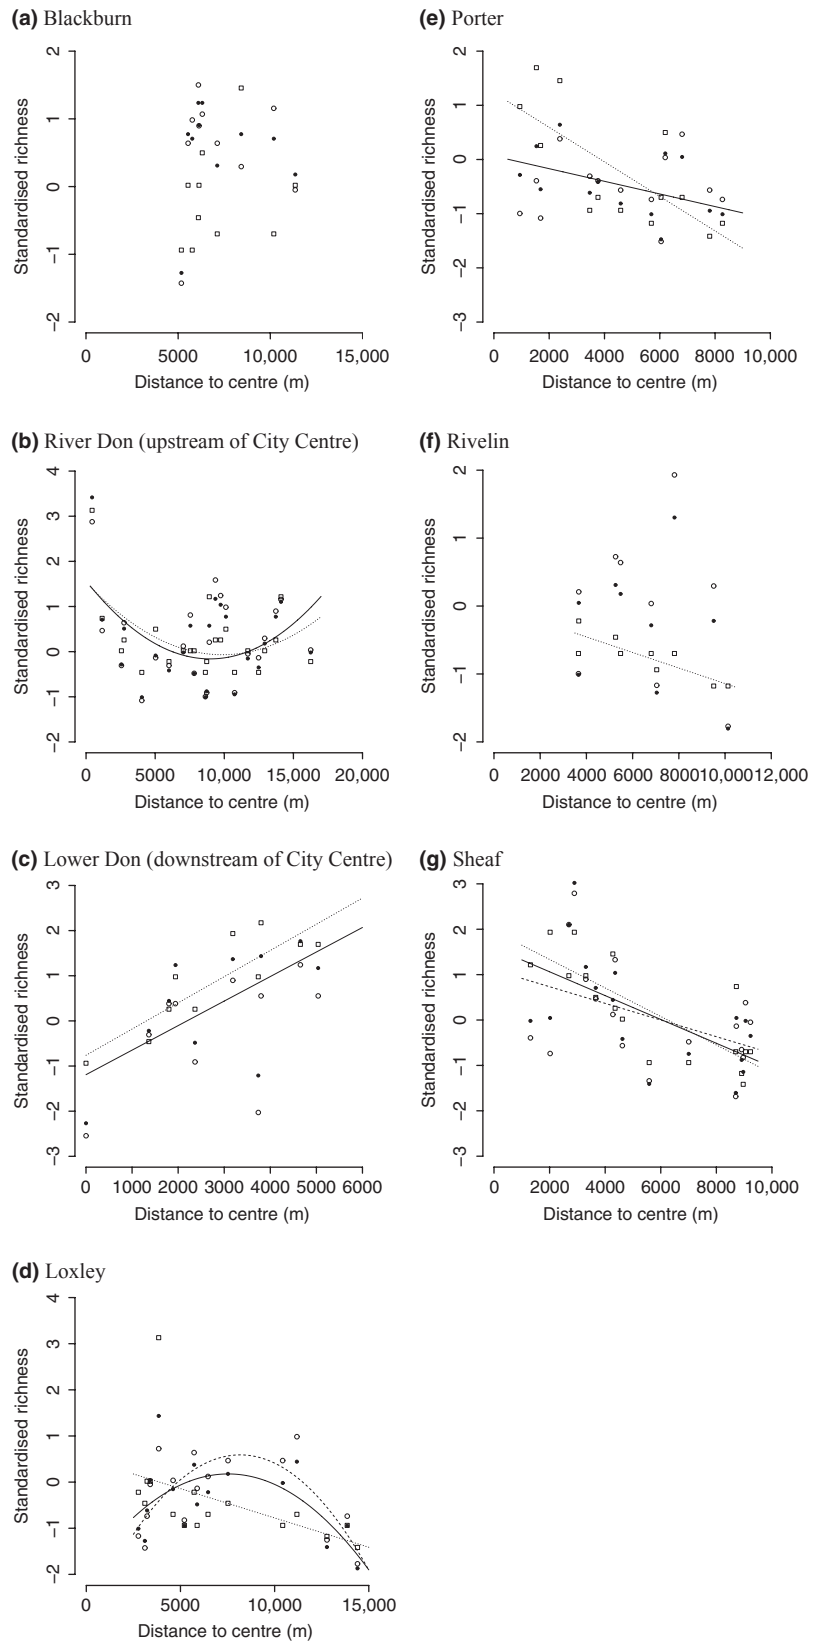 (a) Blackburn
Standardised richness
2
1
0
−1
−2
0 5000 10,000 15,000
Distance to centre (m)
(b) River Don (upstream of City Centre)
Standardised richness
4
3
2
1
0
−1
−2
0 5000 10,000 15,000 20,000
Distance to centre (m)
(c) Lower Don (downstream of City Centre)
Standardised richness
3
2
1
0
−1
−2
−3
0 1000 2000 3000 4000 5000 6000
Distance to centre (m)
(d) Loxley
Standardised richness
4
3
2
1
0
−1
−2
0 5000 10,000 15,000
Distance to centre (m)
(e) Porter
Standardised richness
2
1
0
−1
−2
−3
0 2000 4000 6000 8000 10,000
Distance to centre (m)
(f) Rivelin
Standardised richness
2
1
0
−1
−2
0 2000 4000 6000 8000 10,000 12,000
Distance to centre (m)
(g) Sheaf
Standardised richness
3
2
1
0
−1
−2
−3
0 2000 4000 6000 8000 10,000
Distance to centre (m)